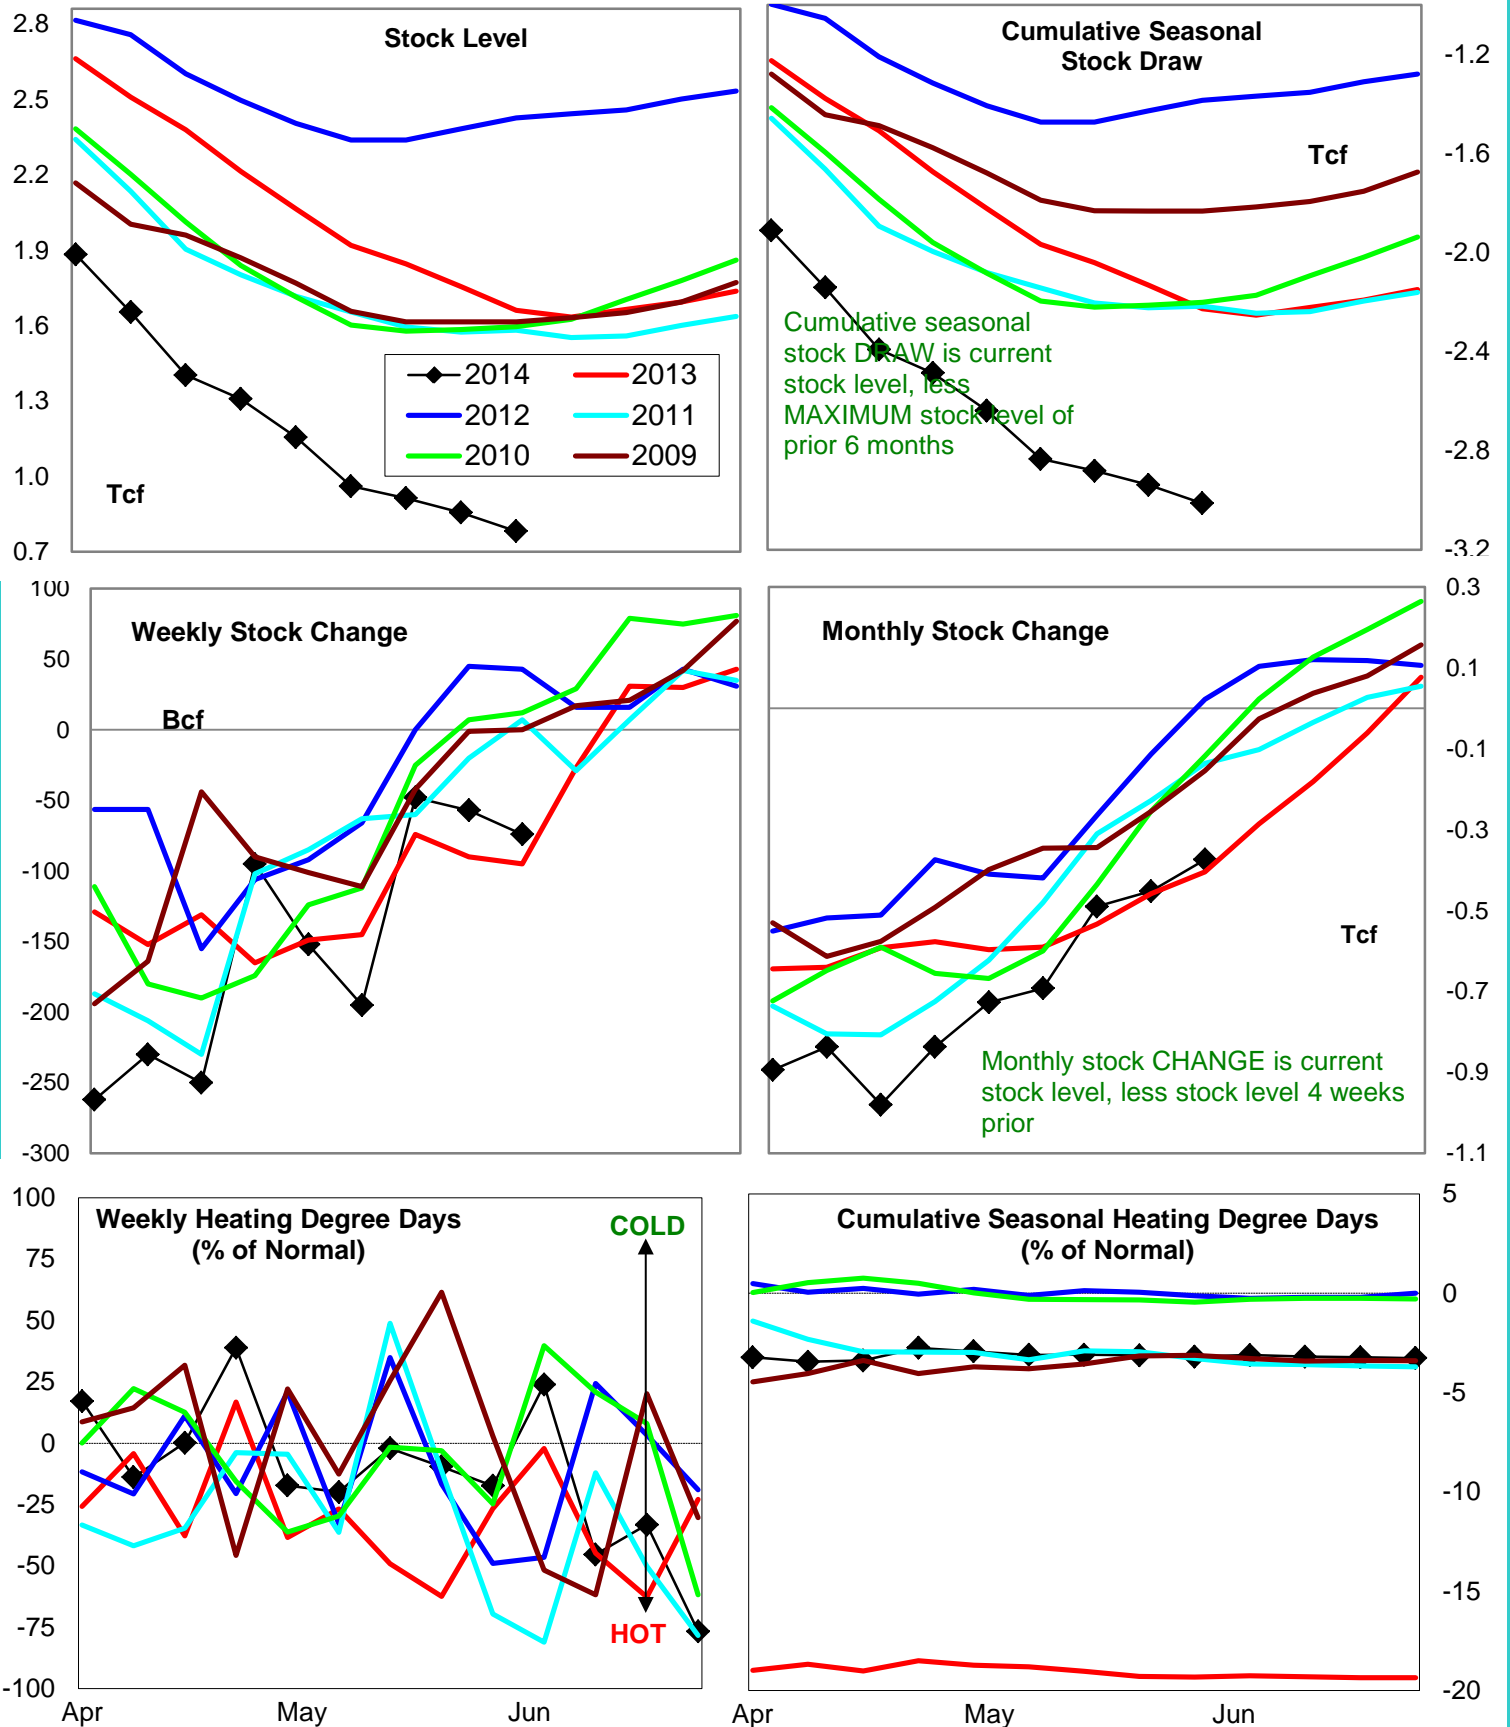 Stock Level
2.8
2.5
2.2
1.9
1.6
1.3
1.0
0.7
Tcf
2014
2013
2012
2011
2010
2009
Cumulative Seasonal
Stock Draw
Tcf
-1.2
-1.6
-2.0
-2.4
-2.8
-3.2
Cumulative seasonal
stock DRAW is current
stock level, less
MAXIMUM stock level of
prior 6 months
Weekly Stock Change
Bcf
100
50
0
-50
-100
-150
-200
-250
-300
Monthly Stock Change
0.3
0.1
-0.1
-0.3
-0.5
-0.7
-0.9
-1.1
Tcf
Monthly stock CHANGE is current
stock level, less stock level 4 weeks
prior
Weekly Heating Degree Days
(% of Normal)
COLD
HOT
100
75
50
25
0
-25
-50
-75
-100
Apr
May
Jun
Cumulative Seasonal Heating Degree Days
(% of Normal)
5
0
-5
-10
-15
-20
Apr
May
Jun